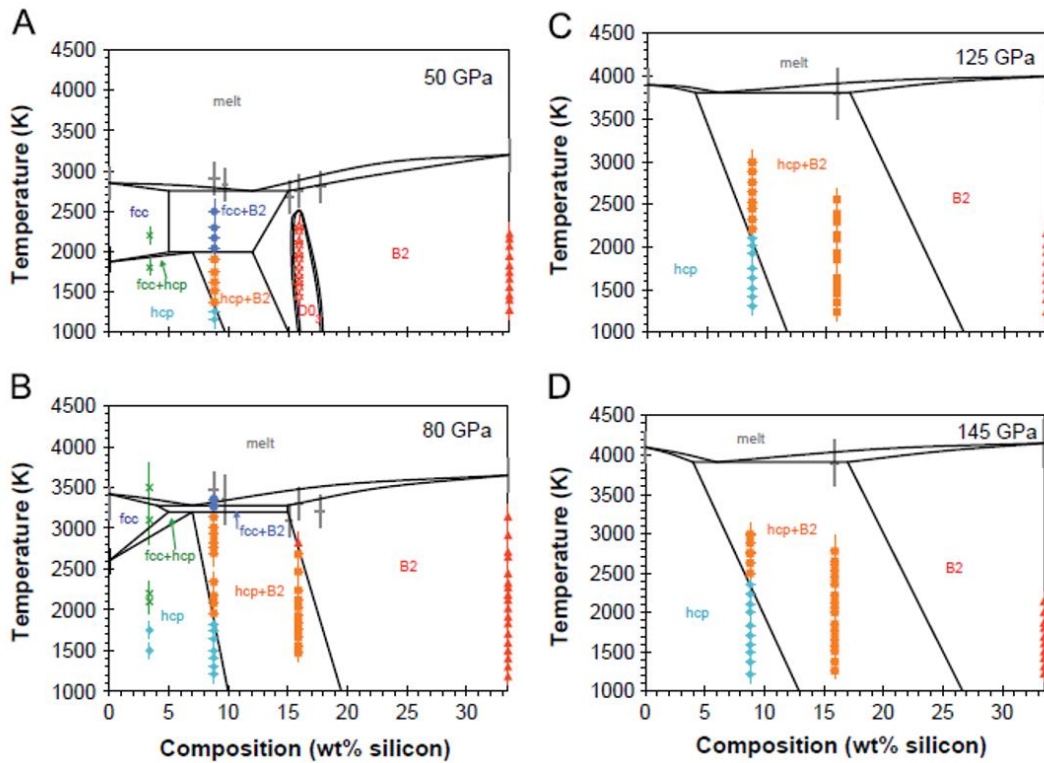 A
50 GPa
melt
fcc
fcc+B2
fcc+hcp
hcp
hcp+B2
B2
4500
4000
3500
3000
2500
2000
1500
1000
Temperature (K)
B
80 GPa
melt
fcc
fcc+hcp
fcc+B2
hcp
hcp+B2
B2
4500
4000
3500
3000
2500
2000
1500
1000
Temperature (K)
0 5 10 15 20 25 30
Composition (wt% silicon)
C
125 GPa
melt
hcp+B2
hcp
B2
4500
4000
3500
3000
2500
2000
1500
1000
Temperature (K)
D
145 GPa
melt
hcp+B2
hcp
B2
4500
4000
3500
3000
2500
2000
1500
1000
Temperature (K)
0 5 10 15 20 25 30
Composition (wt% silicon)